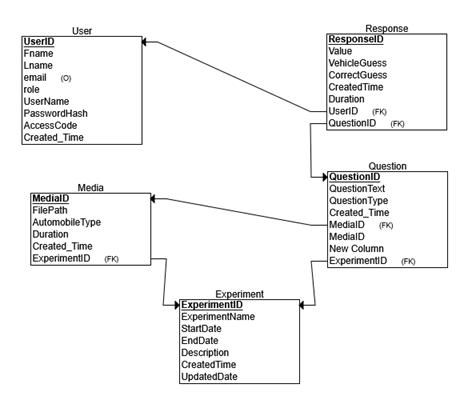 User
UserID
Fname
Lname
email (O)
role
UserName
PasswordHash
AccessCode
Created_Time
Response
ResponseID
Value
VehicleGuess
CorrectGuess
CreatedTime
Duration
UserID (FK)
QuestionID (FK)
Media
MediaID
FilePath
AutomobileType
Duration
Created_Time
ExperimentID (FK)
Question
QuestionID
QuestionText
QuestionType
Created_Time
MediaID (FK)
MediaID
New Column
ExperimentID (FK)
Experiment
ExperimentID
ExperimentName
StartDate
EndDate
Description
CreatedTime
UpdatedDate